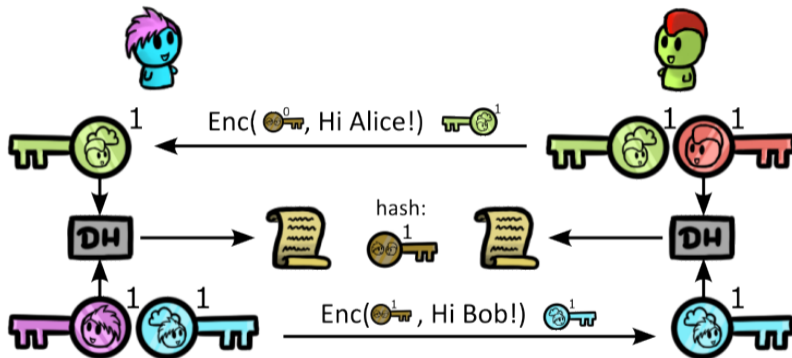 1
Enc( 0 , Hi Alice!) 1
1 1
hash:
1
DH
DH
1 1
Enc( 1 , Hi Bob!) 1
1